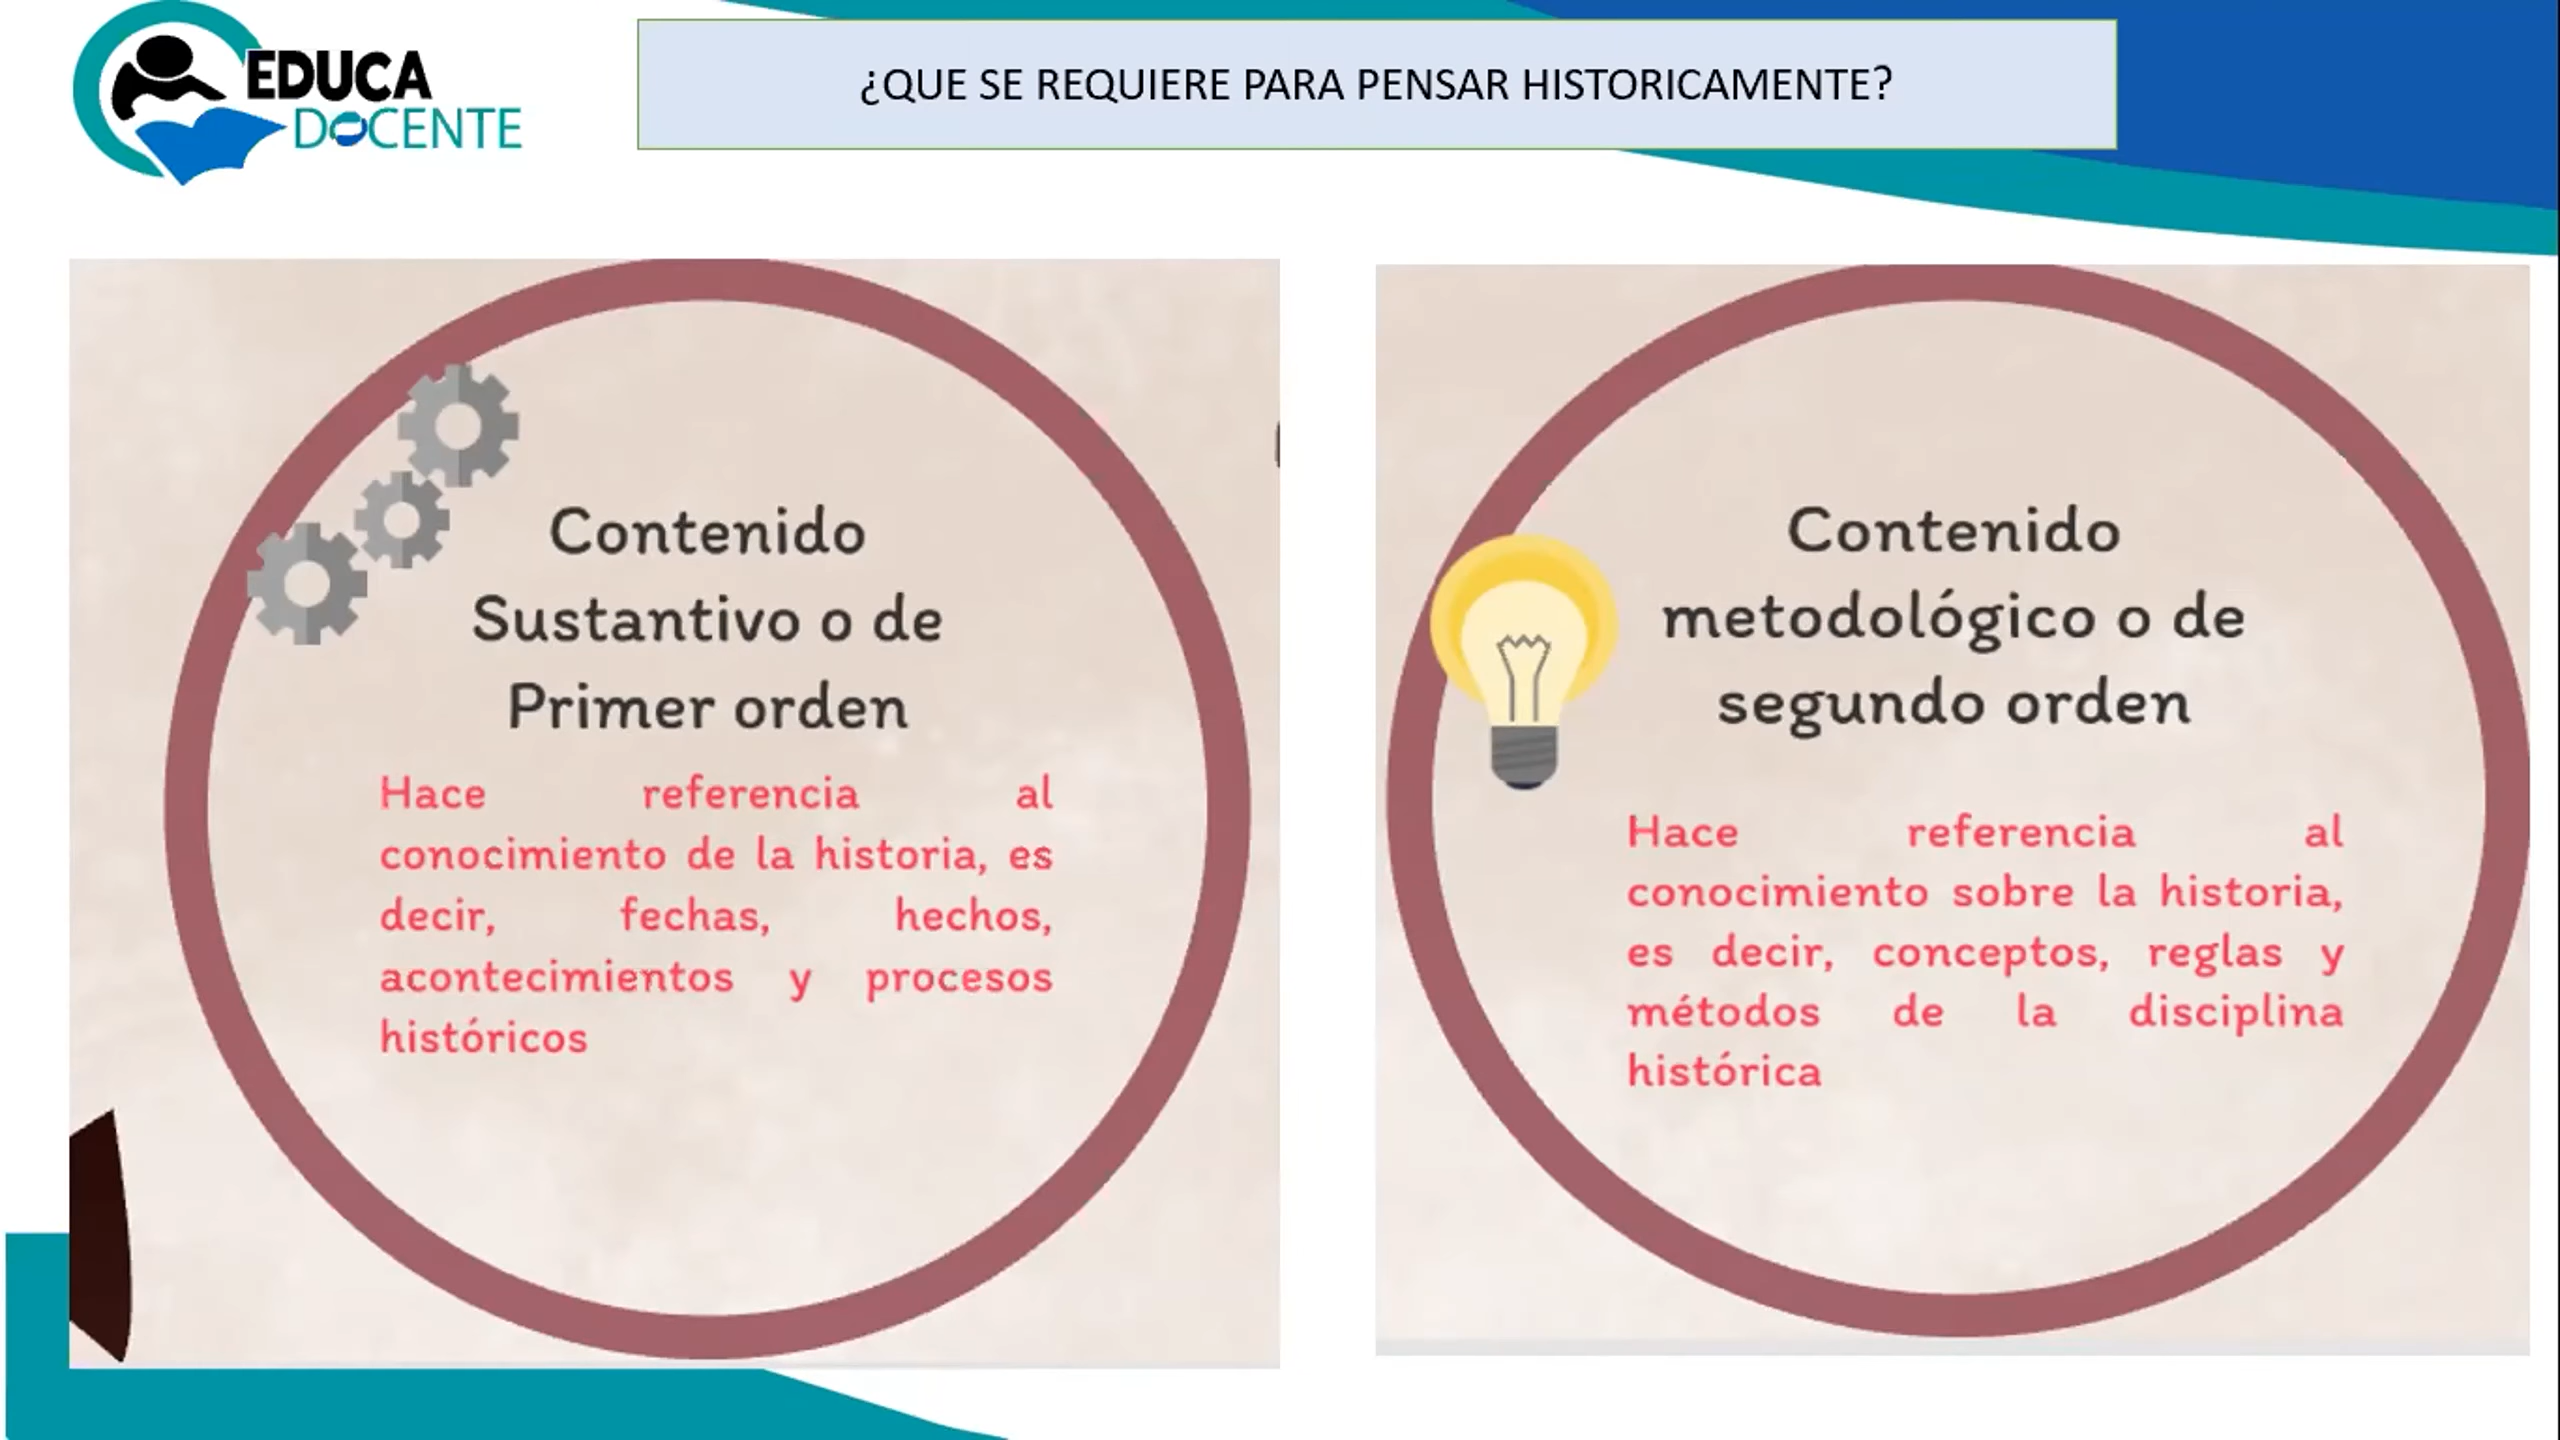 EDUCA
DOCENTE
¿QUE SE REQUIERE PARA PENSAR HISTORICAMENTE?
Contenido
Sustantivo o de
Primer orden
Hace referencia al
conocimiento de la historia, es
decir, fechas, hechos,
acontecimientos y procesos
históricos
Contenido
metodológico o de
segundo orden
Hace referencia al
conocimiento sobre la historia,
es decir, conceptos, reglas y
métodos de la disciplina
histórica